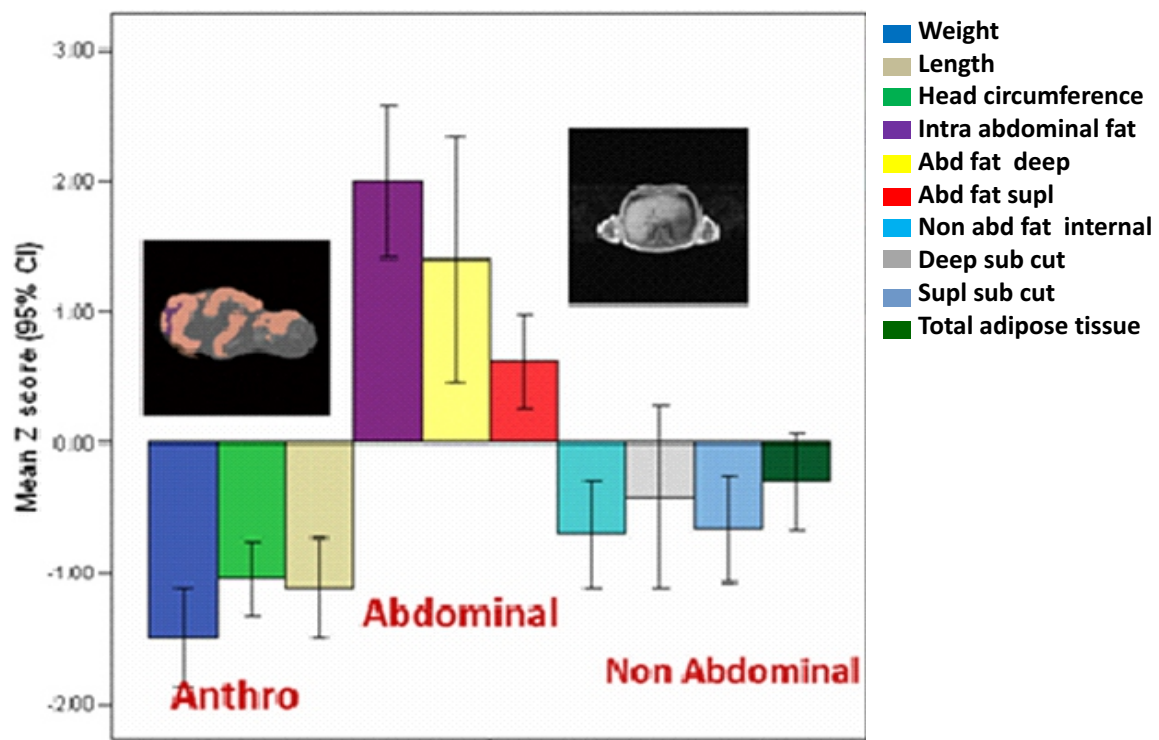 Mean Z score (95% CI)
3.00
2.00
1.00
0.00
-1.00
-2.00
Anthro
Abdominal
Non Abdominal
Weight
Length
Head circumference
Intra abdominal fat
Abd fat  deep
Abd fat supl
Non abd fat  internal
Deep sub cut
Supl sub cut
Total adipose tissue